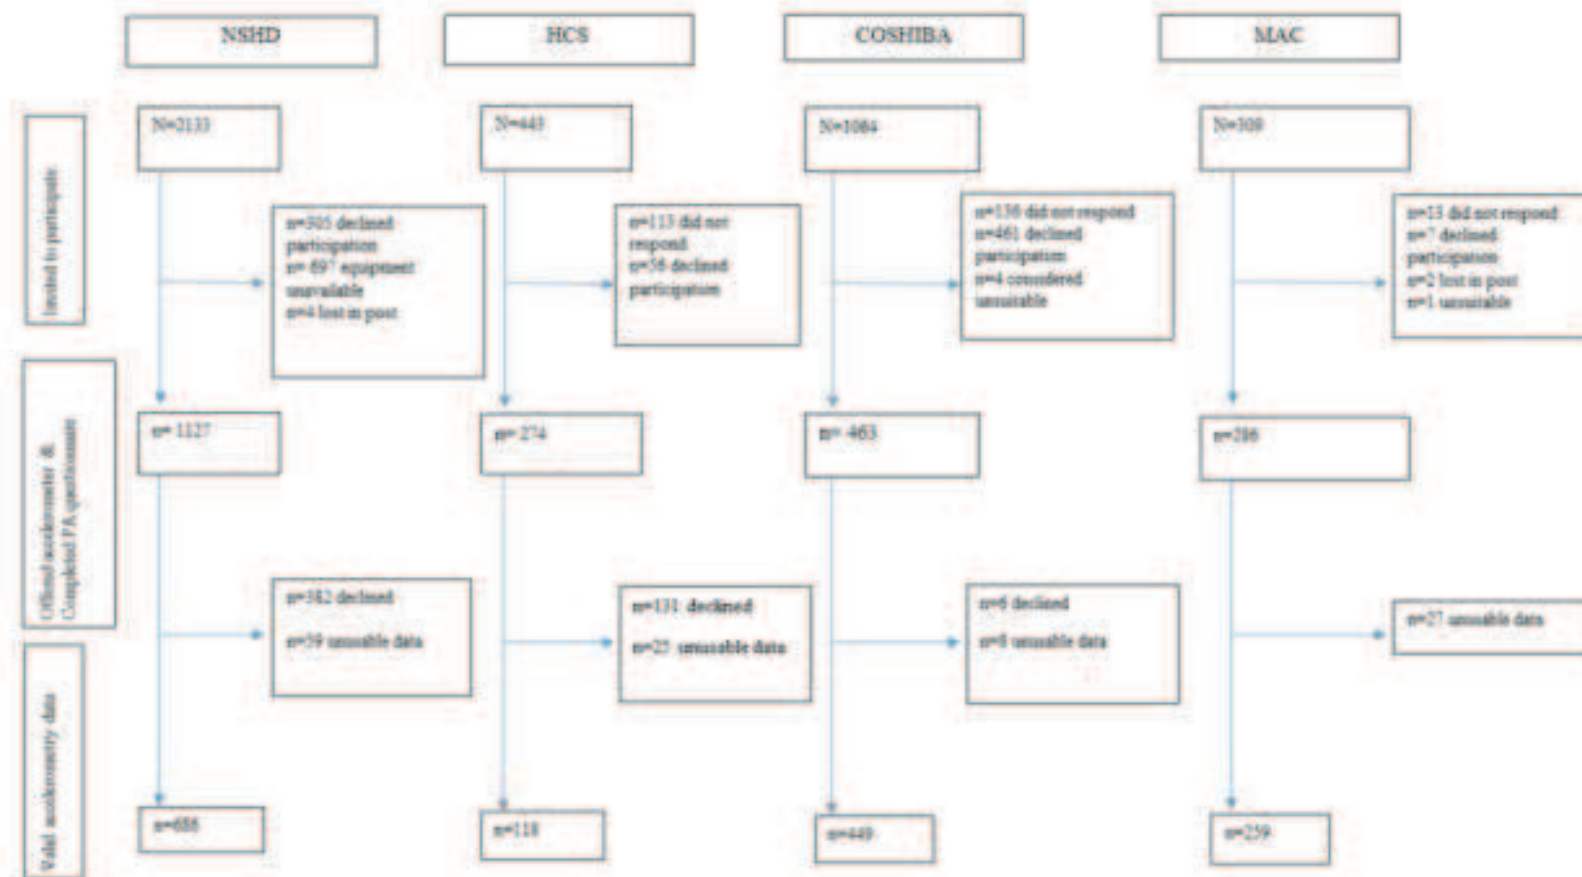 NSHD
HCS
COSHIBA
MAC
Invited to participate
N=2133
N=443
N=1064
N=309
n=305 declined
participation
n= 697 equipment
unavailable
n=4 lost in post
n=113 did not
respond
n=56 declined
participation
n=136 did not respond
n=461 declined
participation
n=4 considered
unsuitable
n=13 did not respond
n=7 declined
participation
n=2 lost in post
n=1 unsuitable
Offered accelerometer &
Completed PA questionnaire
n= 1127
n= 274
n= 463
n=286
n=382 declined
n=59 unusable data
n=131 declined
n=25 unusable data
n=6 declined
n=8 unusable data
n=27 unusable data
Valid accelerometry data
n=686
n=118
n=449
n=259